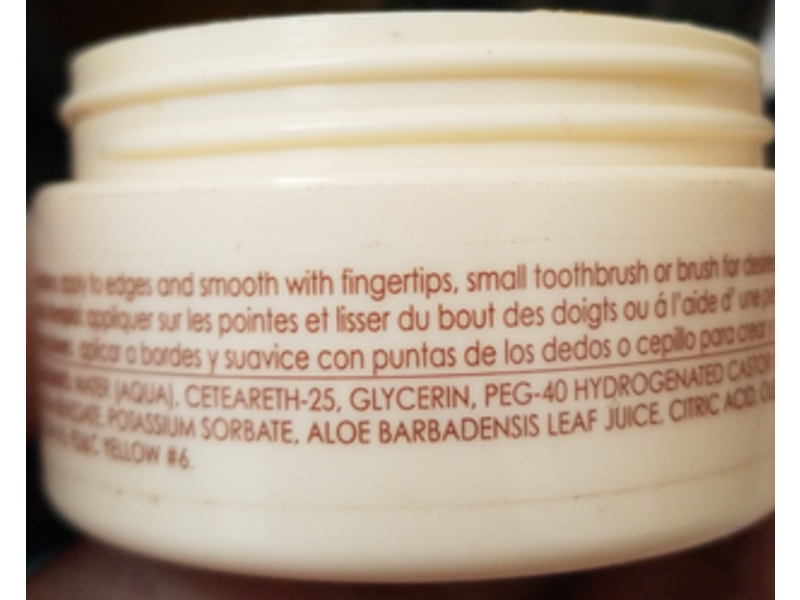 apply to edges and smooth with fingertips, small toothbrush or brush for
appliquer sur les pointes et lisser du bout des doigts ou á l'aide d' une
aplicar a bordes y suavice con puntas de los dedos o cepillo para crear y
WATER (AQUA), CETEARETH-25, GLYCERIN, PEG-40 HYDROGENATED CASTOR
POTASSIUM SORBATE, ALOE BARBADENSIS LEAF JUICE, CITRIC ACID,
YELLOW #6.